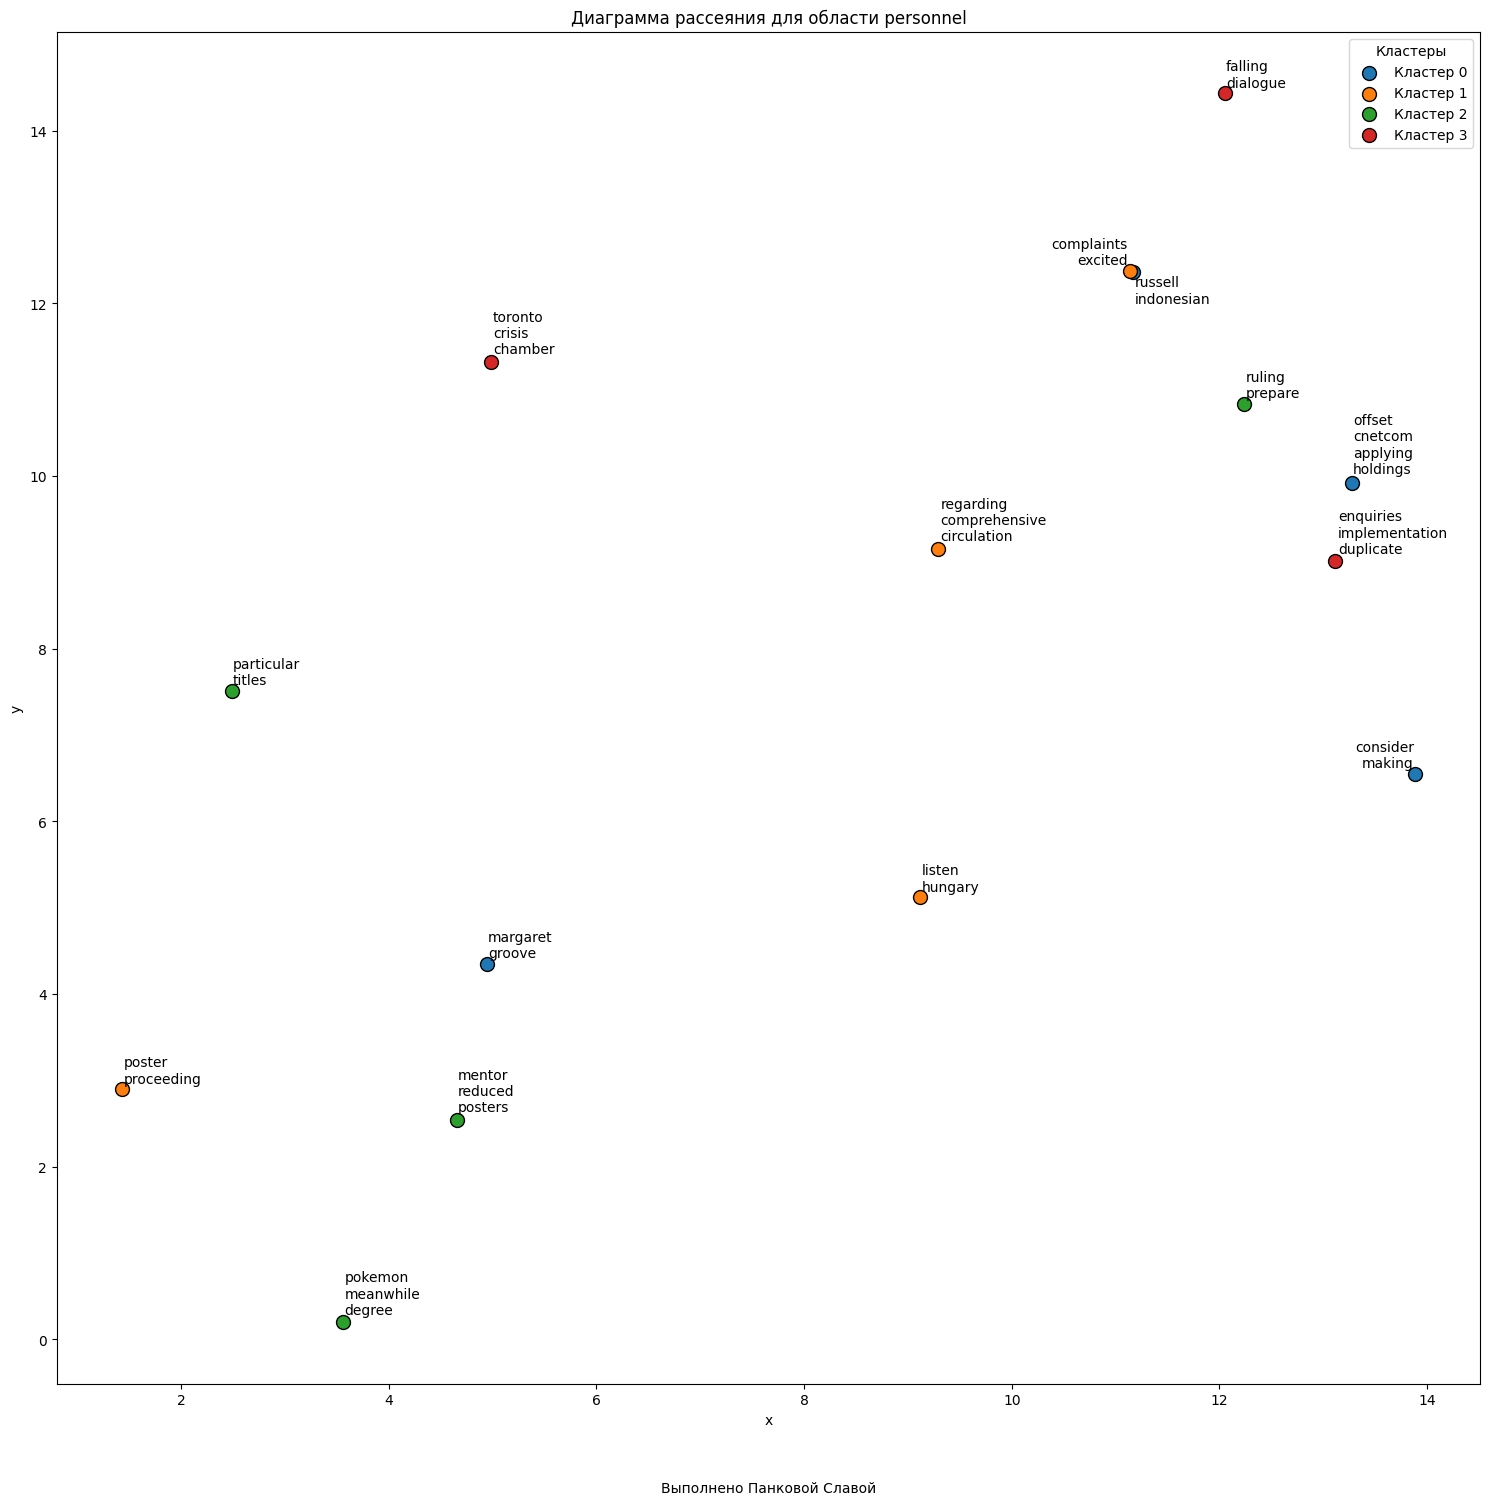 Диаграмма рассеяния для области personnel
Кластеры
Кластер 0
Кластер 1
Кластер 2
Кластер 3
falling
dialogue
complaints
excited
russell
indonesian
toronto
crisis
chamber
ruling
prepare
offset
cnetcom
applying
holdings
regarding
comprehensive
circulation
enquiries
implementation
duplicate
particular
titles
consider
making
listen
hungary
margaret
groove
poster
proceeding
mentor
reduced
posters
pokemon
meanwhile
degree
14
12
10
8
6
4
2
0
y
2
4
6
8
10
12
14
x
Выполнено Панковой Славой